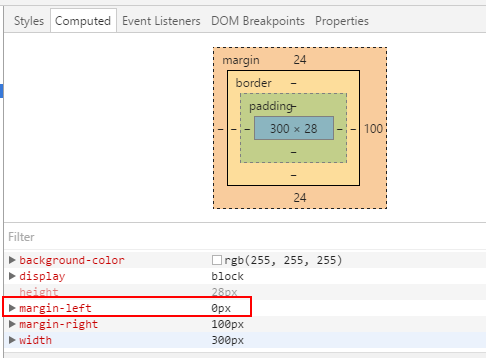 Styles Computed Event Listeners DOM Breakpoints Properties
margin 24
border –
padding –
– – – 300 × 28 – – 100
–
–
24
Filter
background-color rgb(255, 255, 255)
display block
height 28px
margin-left 0px
margin-right 100px
width 300px